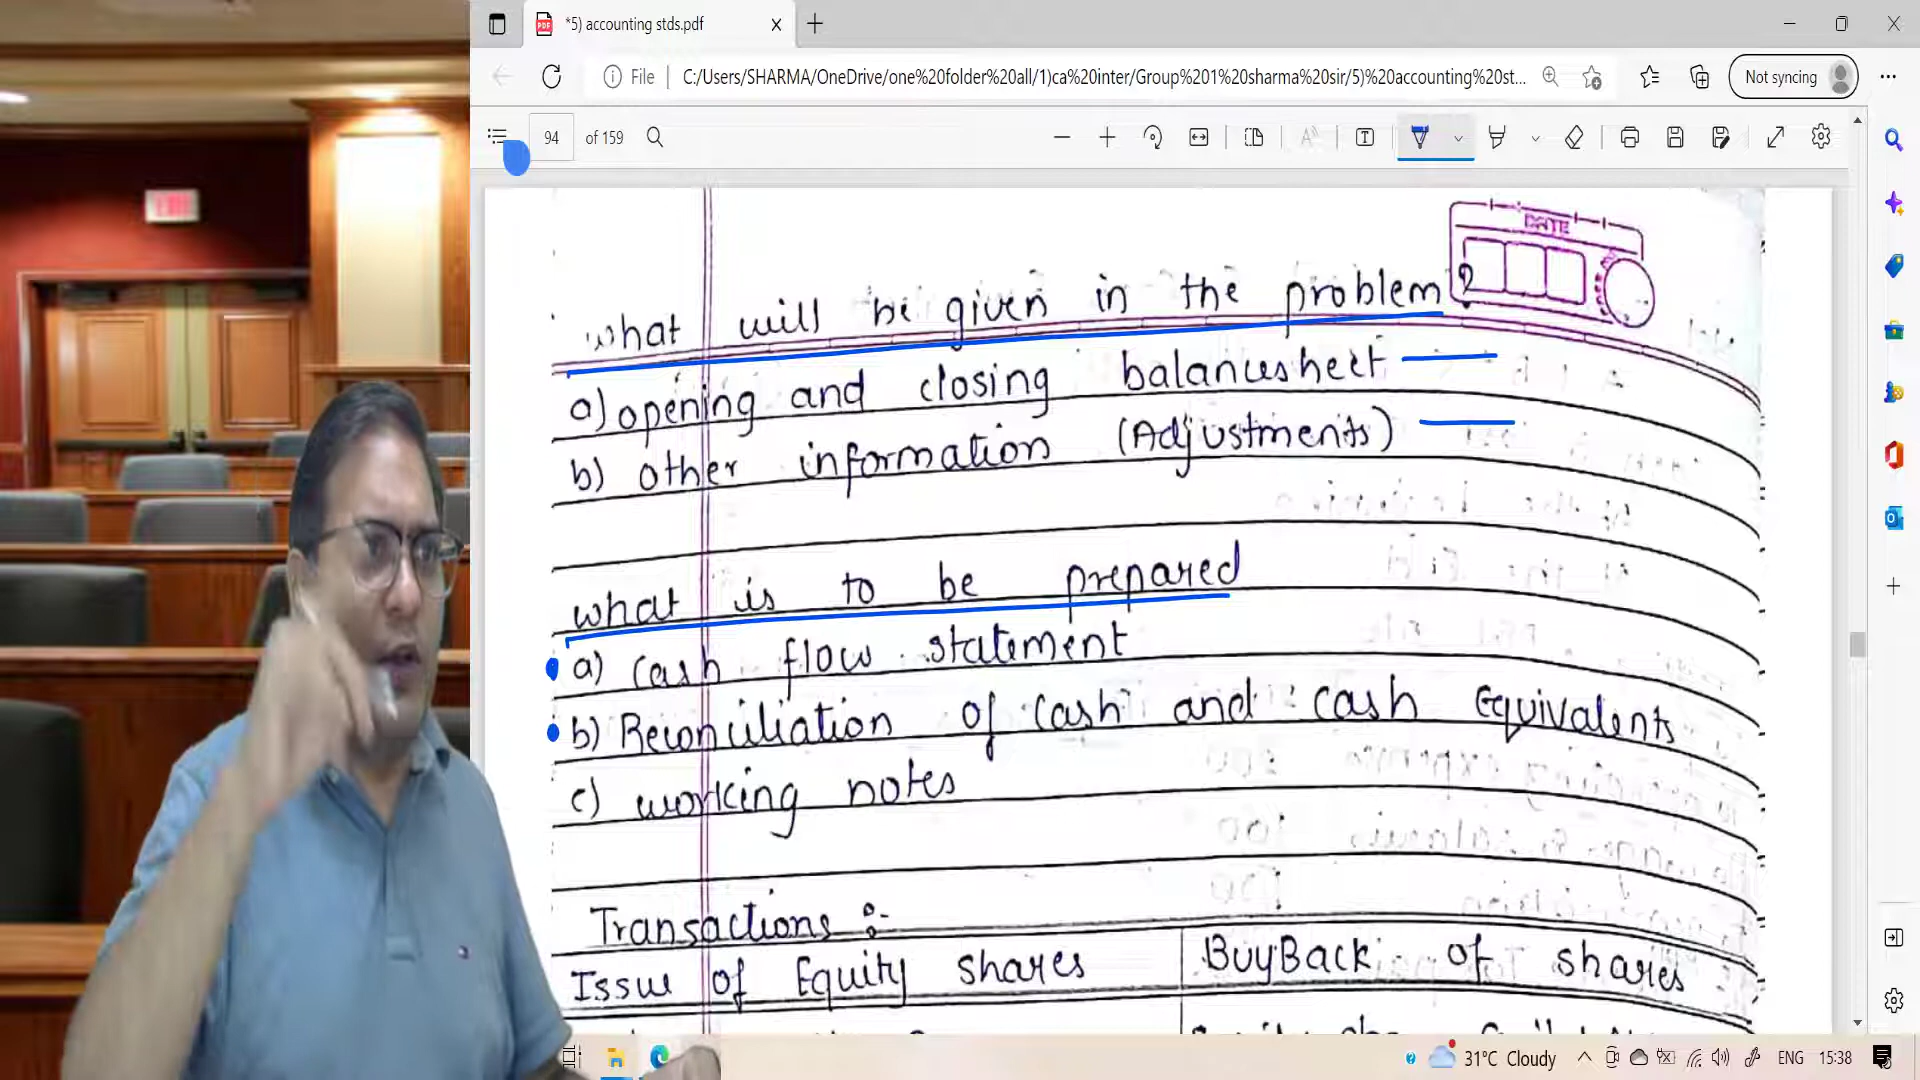 *5) accounting stds.pdf
File
C:/Users/SHARMA/OneDrive/one%20folder%20all/1)ca%20inter/Group%201%20sharma%20sir/5)%20accounting%20st...
Not syncing
94 of 159
DATE
what will be given in the problem?
a) opening and closing balancesheet
b) other information (Adjustments)
what is to be prepared
a) cash flow statement
b) Reconciliation of cash and cash Equivalents
c) working notes
Transactions :-
Issue of Equity shares
BuyBack of shares
31°C Cloudy
ENG
15:38